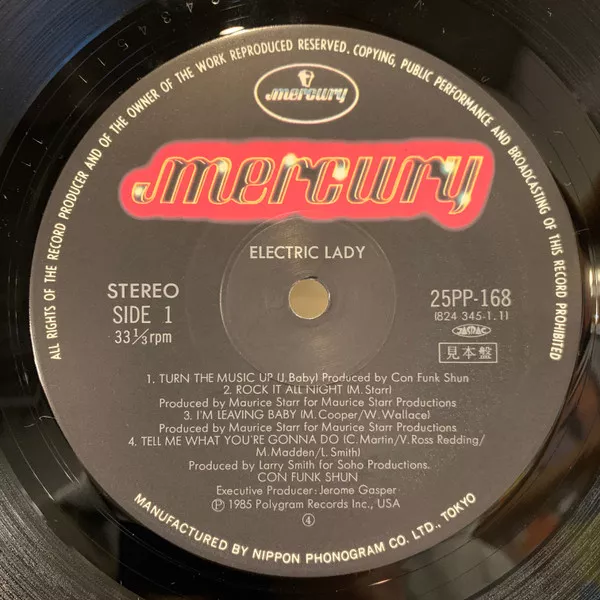 ALL RIGHTS OF THE RECORD PRODUCER AND OF THE OWNER OF THE WORK REPRODUCED RESERVED. COPYING, PUBLIC PERFORMANCE AND BROADCASTING OF THIS RECORD PROHIBITED
mercury
mercury
ELECTRIC LADY
STEREO
SIDE 1
33 1/3 rpm
25PP-168
(824 345-1.1)
JASRAC
見本盤
1. TURN THE MUSIC UP (J.Baby) Produced by Con Funk Shun
2. ROCK IT ALL NIGHT (M. Starr)
Produced by Maurice Starr for Maurice Starr Productions
3. I'M LEAVING BABY (M. Cooper/W. Wallace)
Produced by Maurice Starr for Maurice Starr Productions
4. TELL ME WHAT YOU'RE GONNA DO (C. Martin/V. Ross Redding/
M. Madden/L. Smith)
Produced by Larry Smith for Soho Productions.
CON FUNK SHUN
Executive Producer: Jerome Gasper
Ⓟ 1985 Polygram Records Inc., USA
④
MANUFACTURED BY NIPPON PHONOGRAM CO. LTD., TOKYO